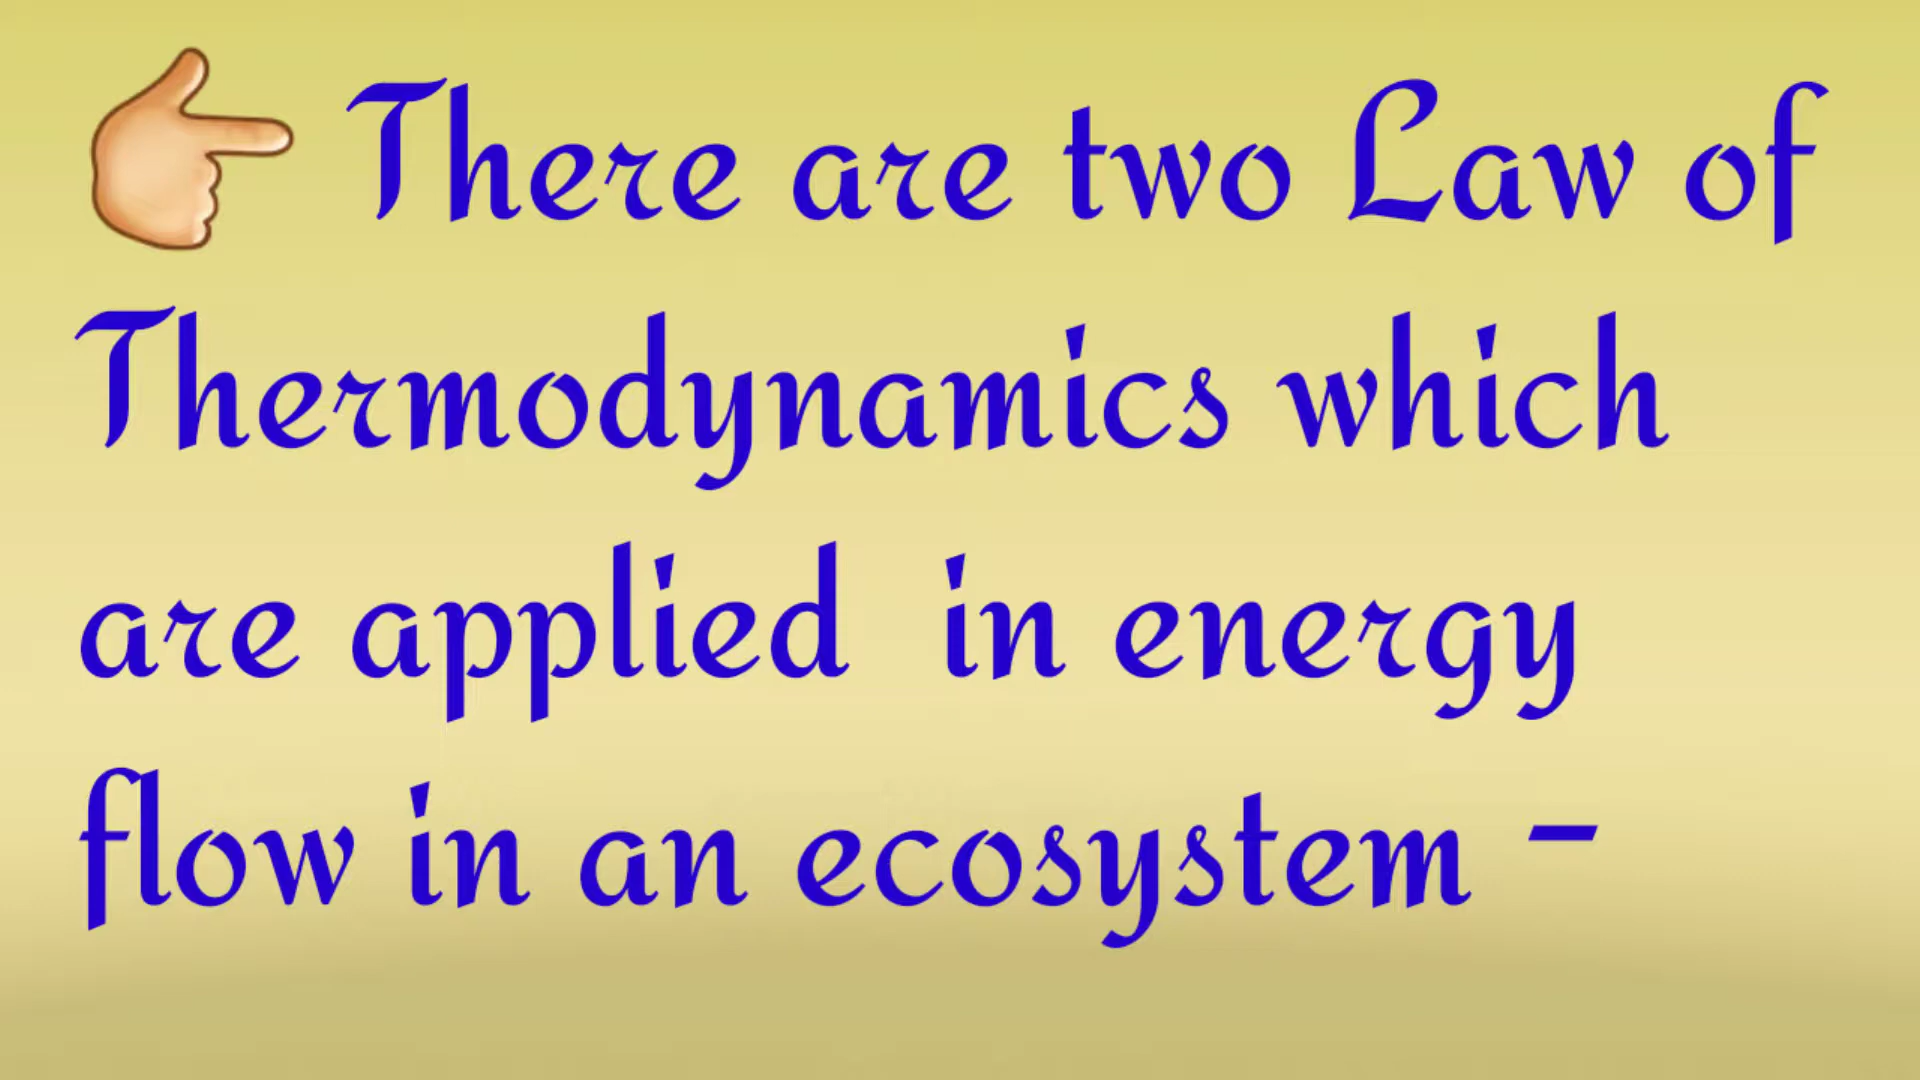 There are two Law of
Thermodynamics which
are applied in energy
flow in an ecosystem -